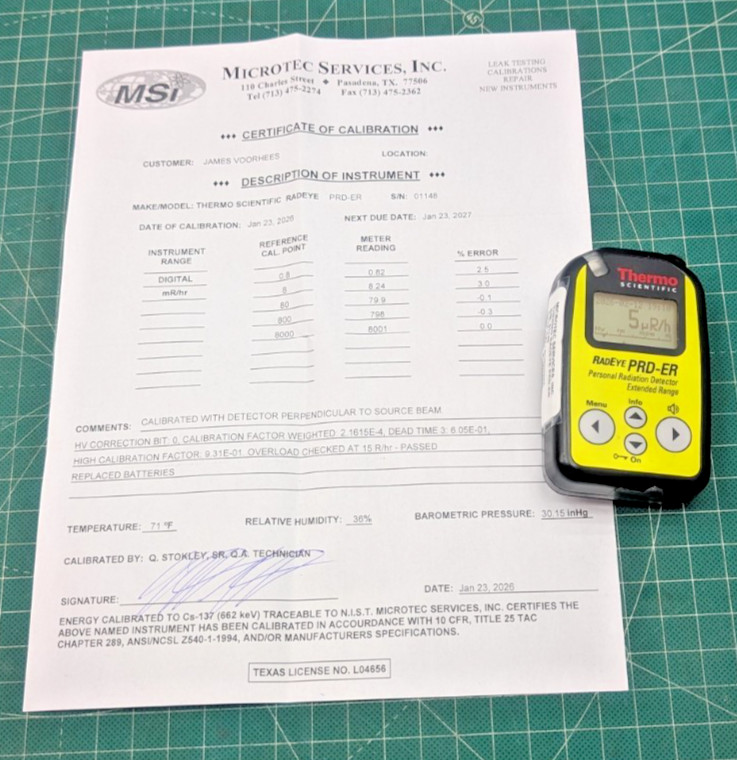 MSi
MICROTEC SERVICES, INC.
110 Charles Street ◆ Pasadena, TX. 77506
Tel (713) 475-2274 Fax (713) 475-2362
LEAK TESTING
CALIBRATIONS
REPAIR
NEW INSTRUMENTS
♦♦♦ CERTIFICATE OF CALIBRATION ♦♦♦
CUSTOMER: JAMES VOORHEES LOCATION:
♦♦♦ DESCRIPTION OF INSTRUMENT ♦♦♦
MAKE/MODEL: THERMO SCIENTIFIC RADEYE PRD-ER S/N: 01146
DATE OF CALIBRATION: Jan 23, 2026 NEXT DUE DATE: Jan 23, 2027
INSTRUMENT RANGE REFERENCE CAL. POINT METER READING % ERROR
DIGITAL 0.8 0.82 2.5
mR/hr 8 8.24 3.0
80 79.9 -0.1
800 798 -0.3
8000 8001 0.0
COMMENTS: CALIBRATED WITH DETECTOR PERPENDICULAR TO SOURCE BEAM.
HV CORRECTION BIT: 0, CALIBRATION FACTOR WEIGHTED: 2.1615E-4, DEAD TIME 3: 6.05E-01,
HIGH CALIBRATION FACTOR: 9.31E-01. OVERLOAD CHECKED AT 15 R/hr - PASSED
REPLACED BATTERIES
TEMPERATURE: 71 °F RELATIVE HUMIDITY: 36% BAROMETRIC PRESSURE: 30.15 inHg
CALIBRATED BY: Q. STOKLEY, SR. Q.A. TECHNICIAN
SIGNATURE: DATE: Jan 23, 2026
ENERGY CALIBRATED TO Cs-137 (662 keV) TRACEABLE TO N.I.S.T. MICROTEC SERVICES, INC. CERTIFIES THE
ABOVE NAMED INSTRUMENT HAS BEEN CALIBRATED IN ACCOORDANCE WITH 10 CFR, TITLE 25 TAC
CHAPTER 289, ANSI/NCSL Z540-1-1994, AND/OR MANUFACTURERS SPECIFICATIONS.
TEXAS LICENSE NO. L04656
Thermo
SCIENTIFIC
5 µR/h
RADEYE PRD-ER
Personal Radiation Detector
Extended Range
Menu Info
On